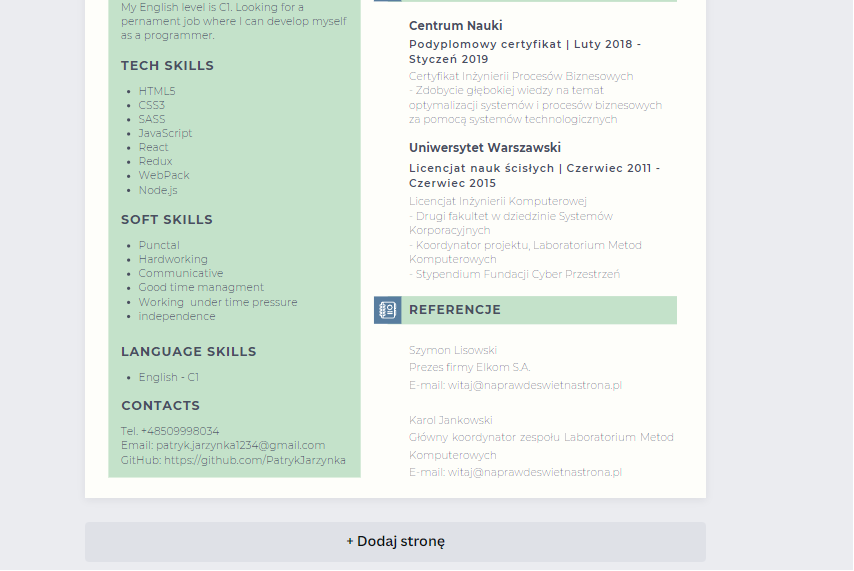 My English level is C1. Looking for a
pernament job where I can develop myself
as a programmer.
TECH SKILLS
• HTML5
• CSS3
• SASS
• JavaScript
• React
• Redux
• WebPack
• Node.js
SOFT SKILLS
• Punctal
• Hardworking
• Communicative
• Good time managment
• Working under time pressure
• independence
LANGUAGE SKILLS
• English - C1
CONTACTS
Tel. +48509998034
Email: patryk.jarzynka1234@gmail.com
GitHub: https://github.com/PatrykJarzynka
Centrum Nauki
Podyplomowy certyfikat | Luty 2018 -
Styczeń 2019
Certyfikat Inżynierii Procesów Biznesowych
- Zdobycie głębokiej wiedzy na temat
optymalizacji systemów i procesów biznesowych
za pomocą systemów technologicznych
Uniwersytet Warszawski
Licencjat nauk ścisłych | Czerwiec 2011 -
Czerwiec 2015
Licencjat Inżynierii Komputerowej
- Drugi fakultet w dziedzinie Systemów
Korporacyjnych
- Koordynator projektu, Laboratorium Metod
Komputerowych
- Stypendium Fundacji Cyber Przestrzeń
REFERENCJE
Szymon Lisowski
Prezes firmy Elkom S.A.
E-mail: witaj@naprawdeswietnastrona.pl
Karol Jankowski
Główny koordynator zespołu Laboratorium Metod
Komputerowych
E-mail: witaj@naprawdeswietnastrona.pl
+ Dodaj stronę